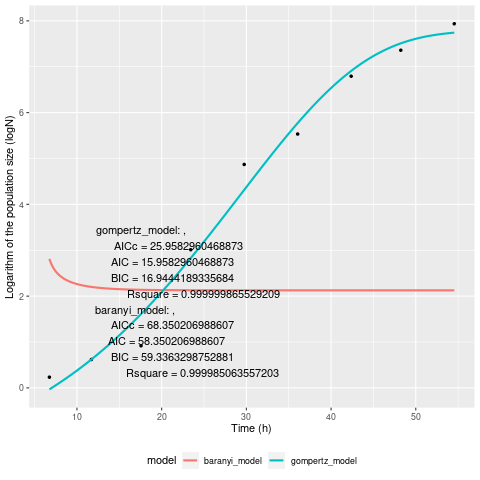 8
6
4
2
0
Logarithm of the population size (logN)
gompertz_model: ,
AICc = 25.9582960468873
AIC = 15.9582960468873
BIC = 16.9444189335684
Rsquare = 0.999999865529209
baranyi_model: ,
AICc = 68.350206988607
AIC = 58.350206988607
BIC = 59.3363298752881
Rsquare = 0.999985063557203
10 20 30 40 50
Time (h)
model baranyi_model gompertz_model